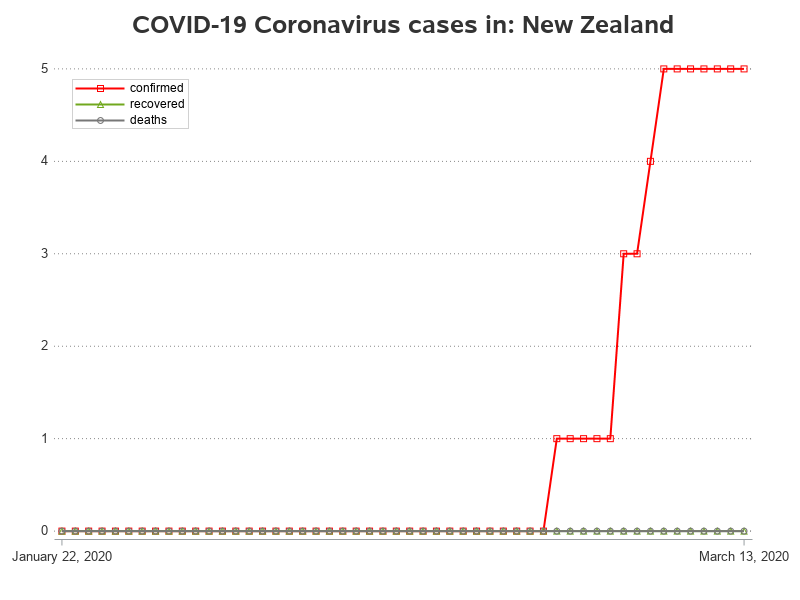 COVID-19 Coronavirus cases in: New Zealand
5
confirmed
recovered
deaths
4
3
2
1
0
January 22, 2020 March 13, 2020